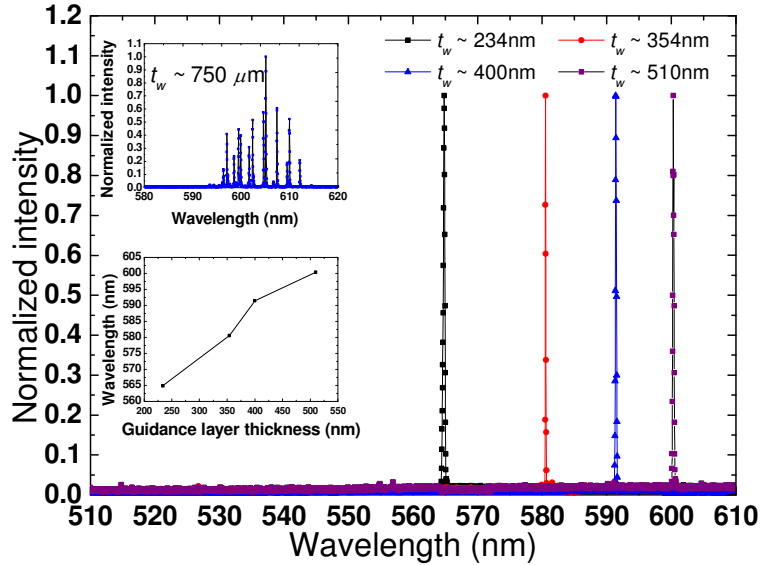 t_w ~ 234nm
t_w ~ 354nm
t_w ~ 400nm
t_w ~ 510nm
1.2
1.1
1.0
0.9
0.8
0.7
0.6
0.5
0.4
0.3
0.2
0.1
0.0
Normalized intensity
510 520 530 540 550 560 570 580 590 600 610
Wavelength (nm)
t_w ~ 750 μm
1.1
1.0
0.9
0.8
0.7
0.6
0.5
0.4
0.3
0.2
0.1
0.0
Normalized intensity
580 590 600 610 620
Wavelength (nm)
605
600
595
590
585
580
575
570
565
560
Wavelength (nm)
200 250 300 350 400 450 500 550
Guidance layer thickness (nm)